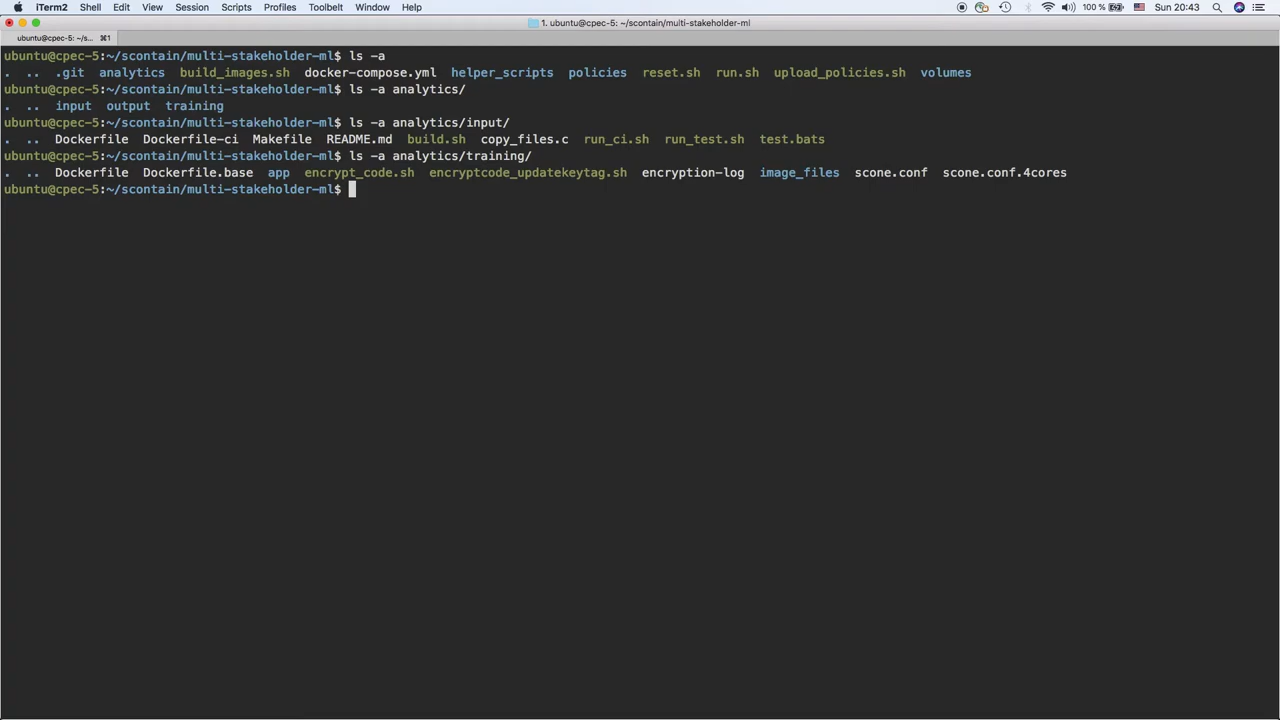 iTerm2 Shell Edit View Session Scripts Profiles Toolbelt Window Help 100 % Sun 20:43
1. ubuntu@cpec-5: ~/scontain/multi-stakeholder-ml
ubuntu@cpec-5: ~/s... ⌘1
ubuntu@cpec-5:~/scontain/multi-stakeholder-ml$ ls -a
. .. .git analytics build_images.sh docker-compose.yml helper_scripts policies reset.sh run.sh upload_policies.sh volumes
ubuntu@cpec-5:~/scontain/multi-stakeholder-ml$ ls -a analytics/
. .. input output training
ubuntu@cpec-5:~/scontain/multi-stakeholder-ml$ ls -a analytics/input/
. .. Dockerfile Dockerfile-ci Makefile README.md build.sh copy_files.c run_ci.sh run_test.sh test.bats
ubuntu@cpec-5:~/scontain/multi-stakeholder-ml$ ls -a analytics/training/
. .. Dockerfile Dockerfile.base app encrypt_code.sh encryptcode_updatekeytag.sh encryption-log image_files scone.conf scone.conf.4cores
ubuntu@cpec-5:~/scontain/multi-stakeholder-ml$